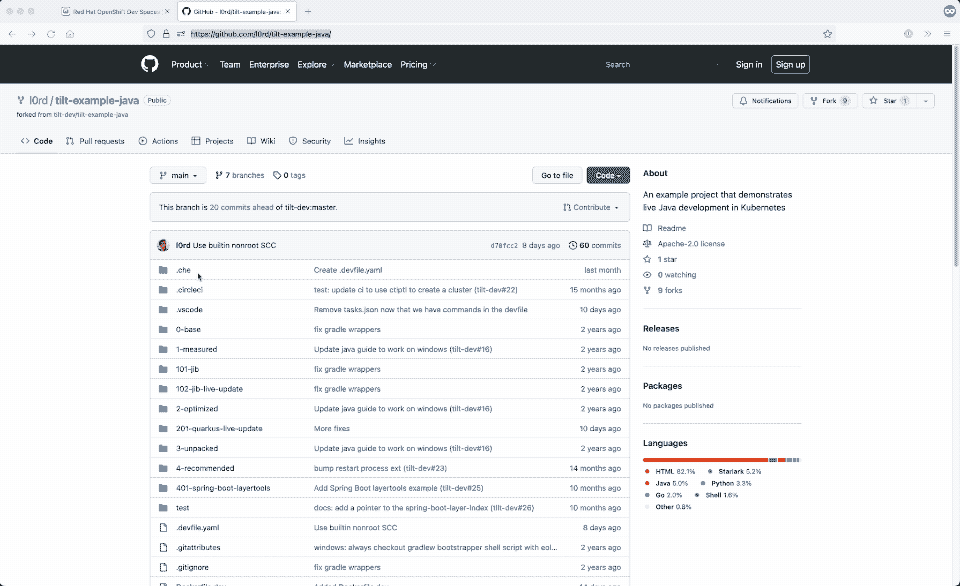 Red Hat OpenShift Dev Spaces
GitHub - l0rd/tilt-example-java:
https://github.com/l0rd/tilt-example-java/
Product Team Enterprise Explore Marketplace Pricing Search Sign in Sign up
l0rd / tilt-example-java Public
Notifications Fork 9 Star 1
forked from tilt-dev/tilt-example-java
Code Pull requests Actions Projects Wiki Security Insights
main 7 branches 0 tags Go to file Code
This branch is 20 commits ahead of tilt-dev:master. Contribute
l0rd Use builtin nonroot SCC d70fcc2 8 days ago 60 commits
.che Create .devfile.yaml last month
.circleci test: update ci to use ctlptl to create a cluster (tilt-dev#22) 15 months ago
.vscode Remove tasks.json now that we have commands in the devfile 10 days ago
0-base fix gradle wrappers 2 years ago
1-measured Update java guide to work on windows (tilt-dev#16) 2 years ago
101-jib fix gradle wrappers 2 years ago
102-jib-live-update fix gradle wrappers 2 years ago
2-optimized Update java guide to work on windows (tilt-dev#16) 2 years ago
201-quarkus-live-update More fixes 10 days ago
3-unpacked Update java guide to work on windows (tilt-dev#16) 2 years ago
4-recommended bump restart process ext (tilt-dev#23) 14 months ago
401-spring-boot-layertools Add Spring Boot layertools example (tilt-dev#25) 10 months ago
test docs: add a pointer to the spring-boot-layer-index (tilt-dev#26) 10 months ago
.devfile.yaml Use builtin nonroot SCC 8 days ago
.gitattributes windows: always checkout gradlew bootstrapper shell script with eol... 2 years ago
.gitignore fix gradle wrappers 2 years ago
About
An example project that demonstrates
live Java development in Kubernetes
Readme
Apache-2.0 license
1 star
0 watching
9 forks
Releases
No releases published
Packages
No packages published
Languages
HTML 82.1% Starlark 5.2%
Java 5.0% Python 3.3%
Go 2.0% Shell 1.6%
Other 0.8%